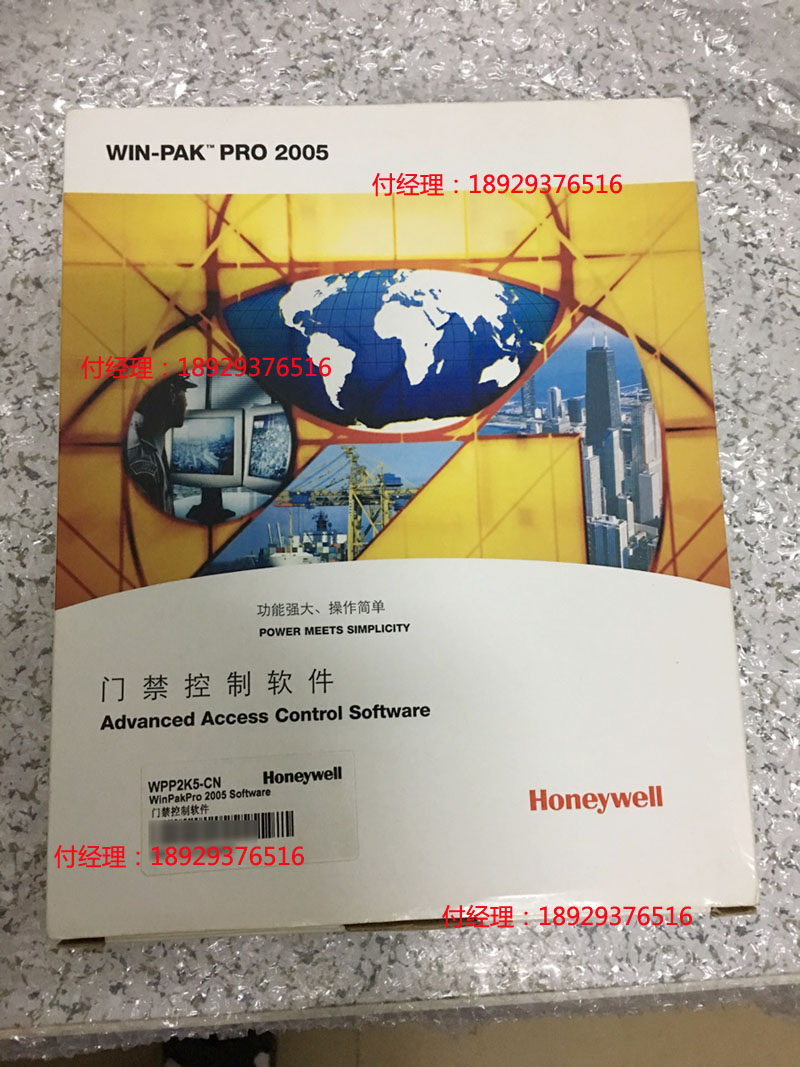 WIN-PAK™ PRO 2005
付经理：18929376516
付经理：18929376516
功能强大、操作简单
POWER MEETS SIMPLICITY
门禁控制软件
Advanced Access Control Software
WPP2K5-CN Honeywell
WinPakPro 2005 Software
门禁控制软件
Honeywell
付经理：18929376516
付经理：18929376516